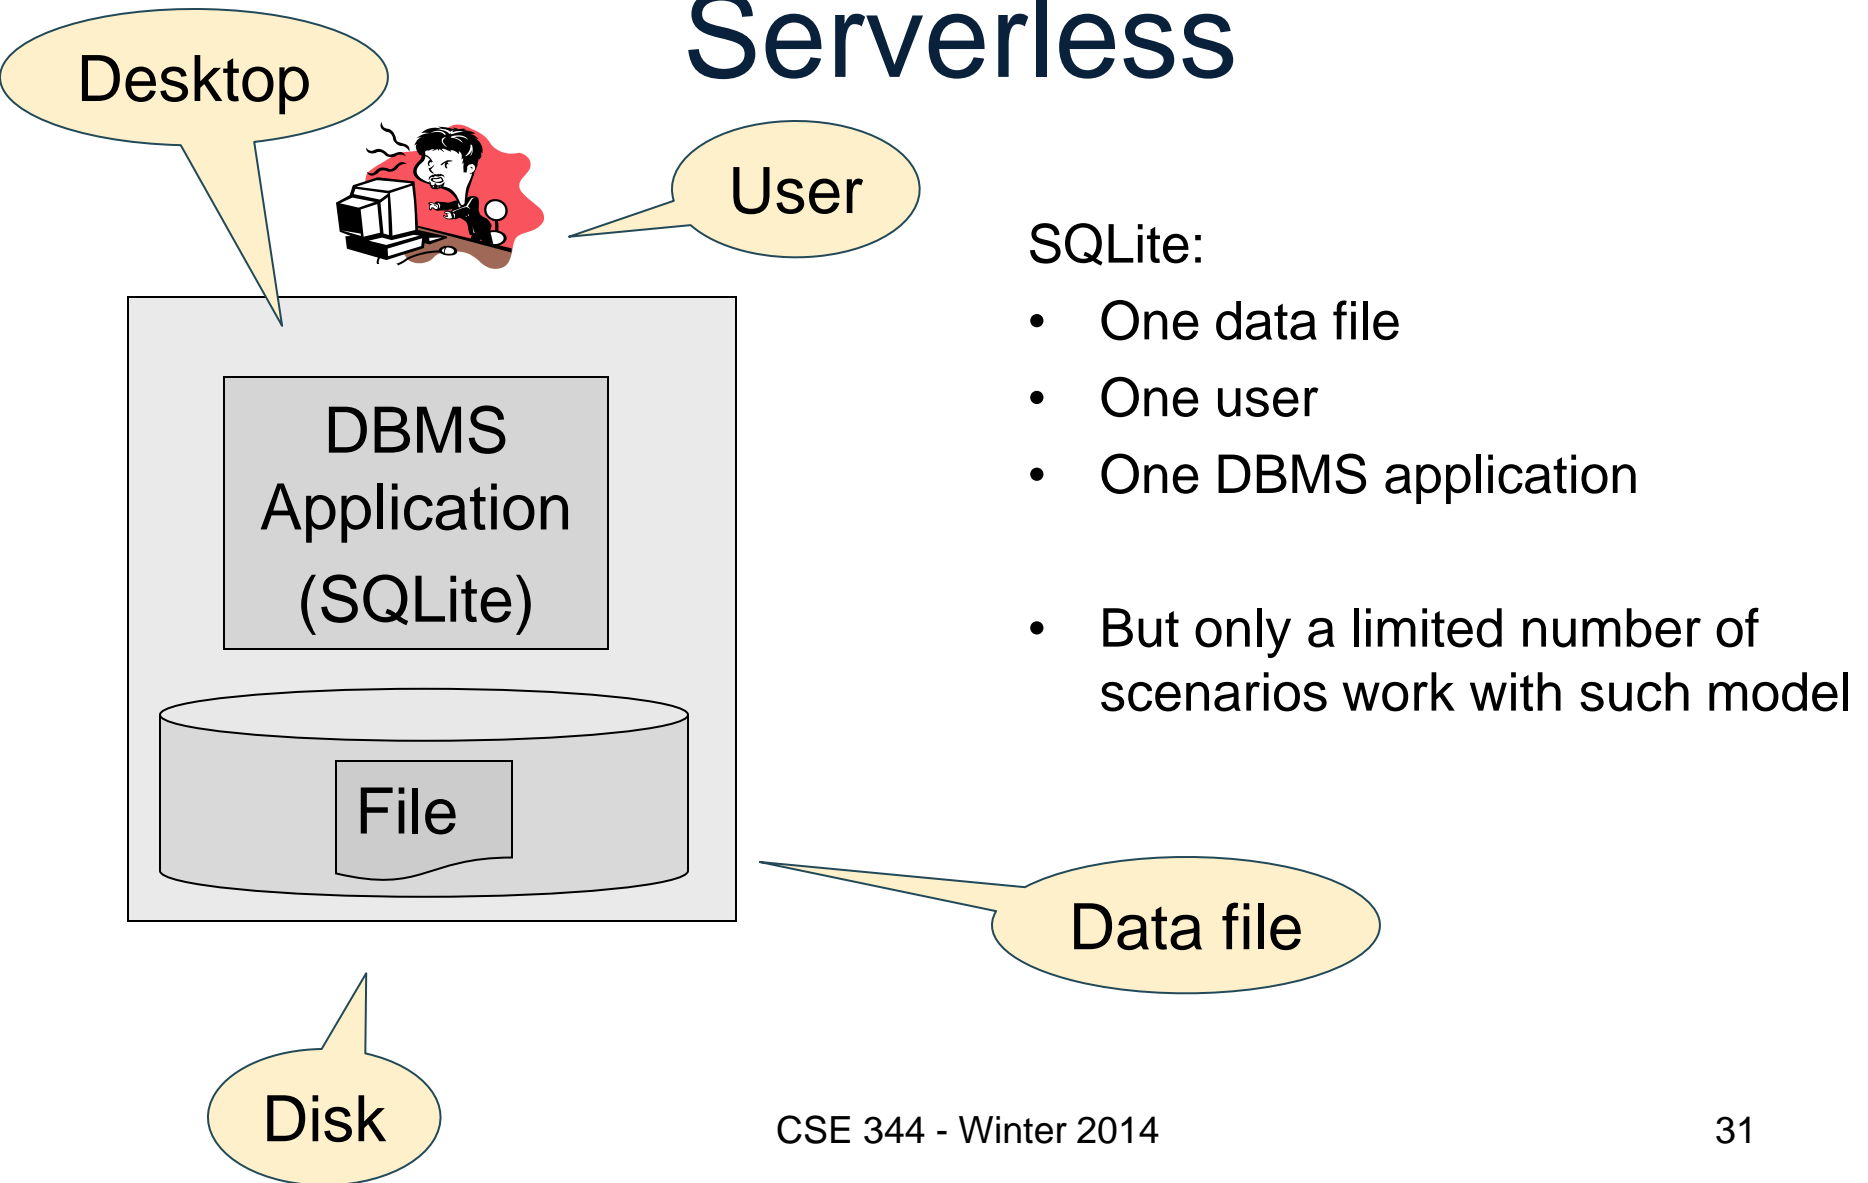 Serverless
Desktop
User
DBMS
Application
(SQLite)
File
Data file
Disk
SQLite:
• One data file
• One user
• One DBMS application
• But only a limited number of
scenarios work with such model
CSE 344 - Winter 2014
31